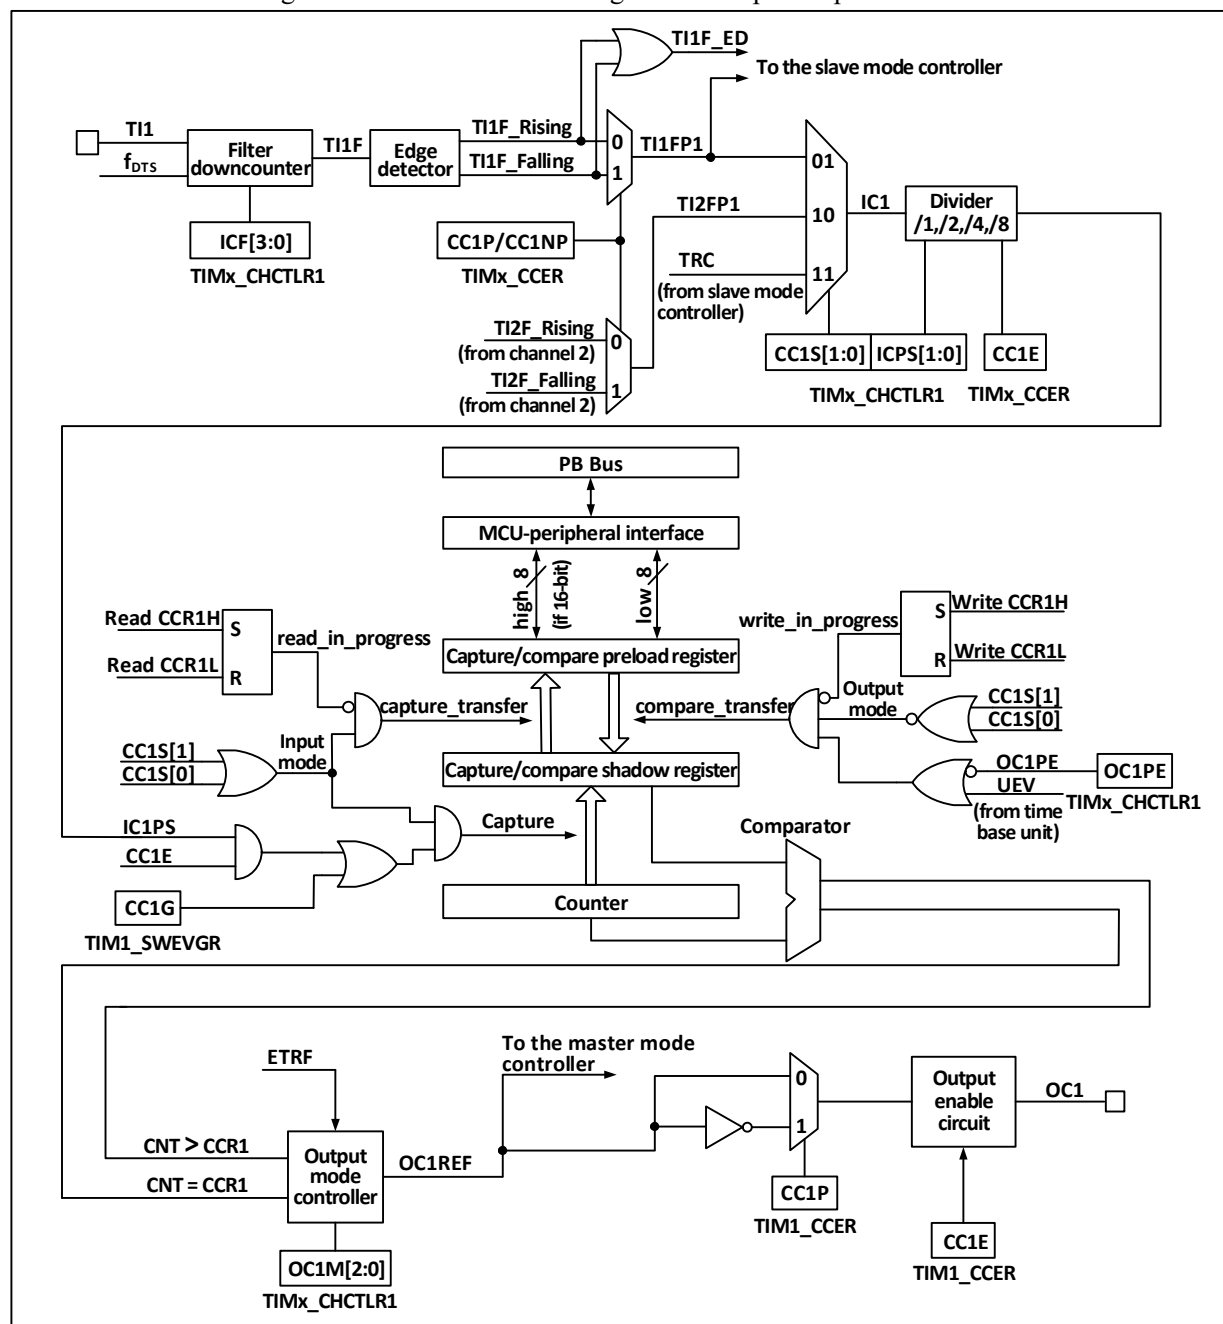 TI1F_ED
To the slave mode controller
TI1
f_DTS
Filter
downcounter
TI1F
Edge
detector
TI1F_Rising
TI1F_Falling
0
1
TI1FP1
TI2FP1
TRC
(from slave mode
controller)
01
10
11
IC1
Divider
/1,/2,/4,/8
ICF[3:0]
TIMx_CHCTLR1
CC1P/CC1NP
TIMx_CCER
TI2F_Rising
(from channel 2)
TI2F_Falling
(from channel 2)
0
1
CC1S[1:0]
ICPS[1:0]
CC1E
TIMx_CHCTLR1
TIMx_CCER
PB Bus
MCU-peripheral interface
high 8
(if 16-bit)
low 8
Read CCR1H
Read CCR1L
S
R
read_in_progress
Capture/compare preload register
write_in_progress
S
R
Write CCR1H
Write CCR1L
capture_transfer
compare_transfer
Output
mode
CC1S[1]
CC1S[0]
CC1S[1]
CC1S[0]
Input
mode
Capture/compare shadow register
OC1PE
UEV
(from time
base unit)
OC1PE
TIMx_CHCTLR1
IC1PS
CC1E
CC1G
TIM1_SWEVGR
Capture
Counter
Comparator
ETRF
To the master mode
controller
CNT > CCR1
CNT = CCR1
Output
mode
controller
OC1REF
OC1M[2:0]
TIMx_CHCTLR1
0
1
CC1P
TIM1_CCER
Output
enable
circuit
OC1
CC1E
TIM1_CCER